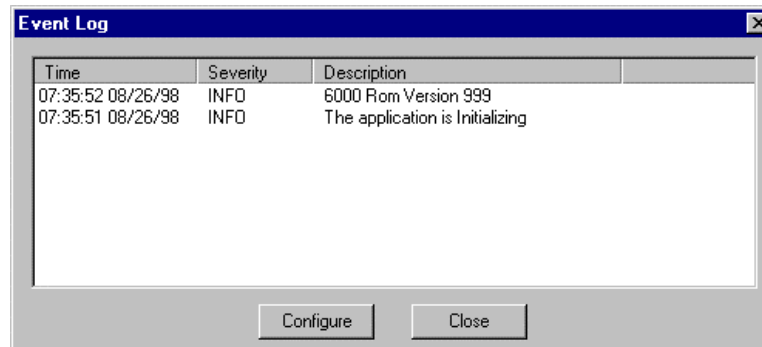 Event Log
Time Severity Description
07:35:52 08/26/98 INFO 6000 Rom Version 999
07:35:51 08/26/98 INFO The application is Initializing
Configure Close